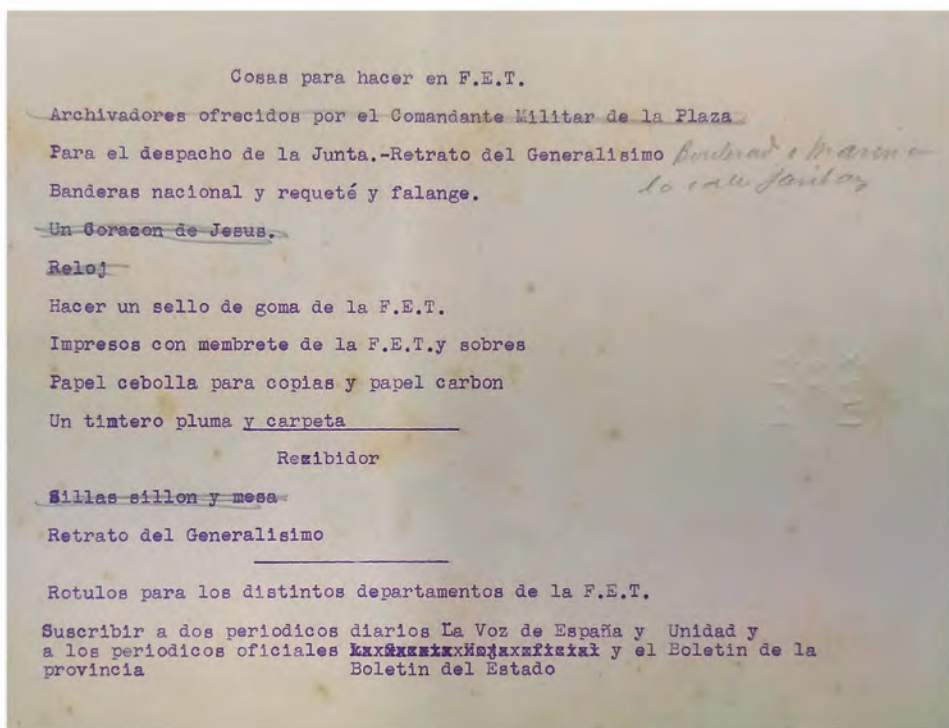 Cosas para hacer en F.E.T.
Archivadores ofrecidos por el Comandante Militar de la Plaza
Para el despacho de la Junta.-Retrato del Generalisimo
Banderas nacional y requeté y falange.
la calle
Un Corazon de Jesus.
Reloj
Hacer un sello de goma de la F.E.T.
Impresos con membrete de la F.E.T.y sobres
Papel cebolla para copias y papel carbon
Un timtero pluma y carpeta
Rezibidor
Sillas sillon y mesa
Retrato del Generalisimo
Rotulos para los distintos departamentos de la F.E.T.
Suscribir a dos periodicos diarios La Voz de España y Unidad y
a los periodicos oficiales y el Boletin de la
provincia Boletin del Estado